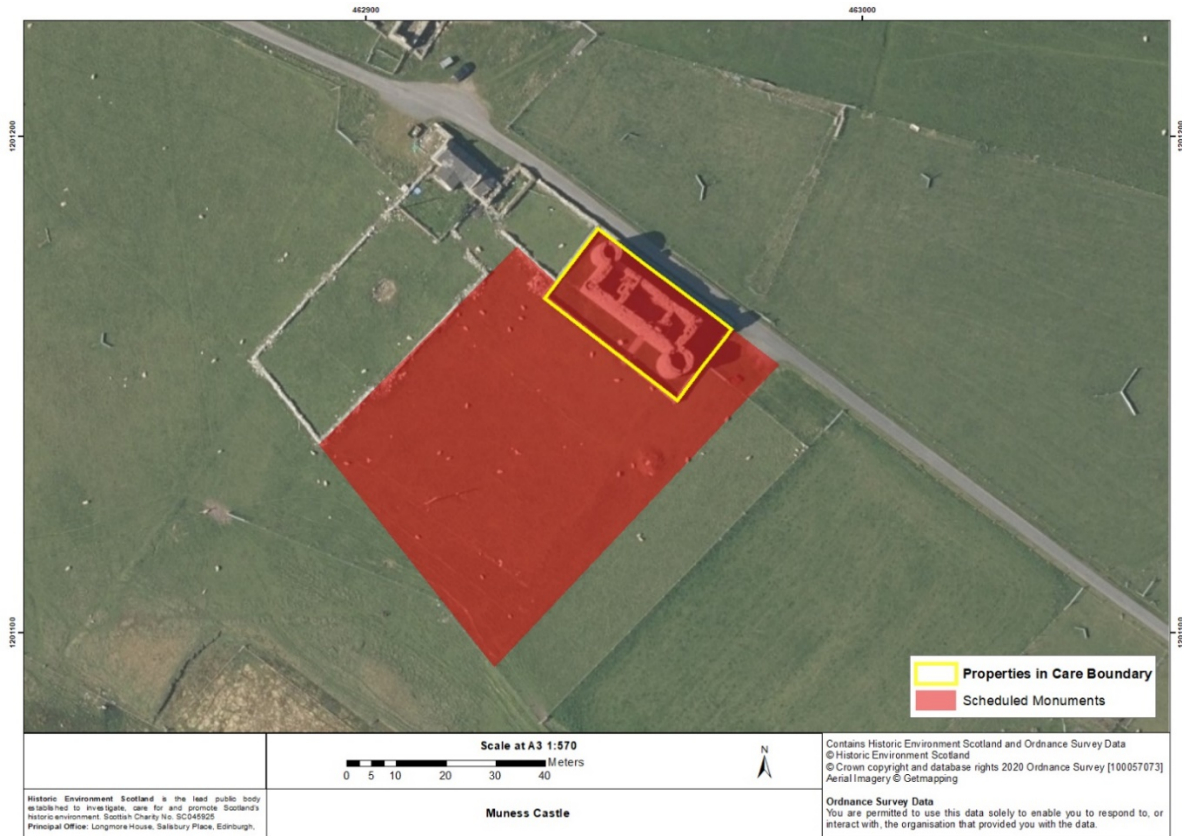 462900
463000
1201200
1201200
1201100
1201100
Properties in Care Boundary
Scheduled Monuments
Scale at A3 1:570
Meters
0 5 10 20 30 40
N
Muness Castle
Historic Environment Scotland is the lead public body
established to investigate, care for and promote Scotland's
historic environment. Scottish Charity No. SC045925
Principal Office: Longmore House, Salisbury Place, Edinburgh,
Contains Historic Environment Scotland and Ordnance Survey Data
© Historic Environment Scotland
© Crown copyright and database rights 2020 Ordnance Survey [100057073]
Aerial Imagery © Getmapping
Ordnance Survey Data
You are permitted to use this data solely to enable you to respond to, or
interact with, the organisation that provided you with the data.